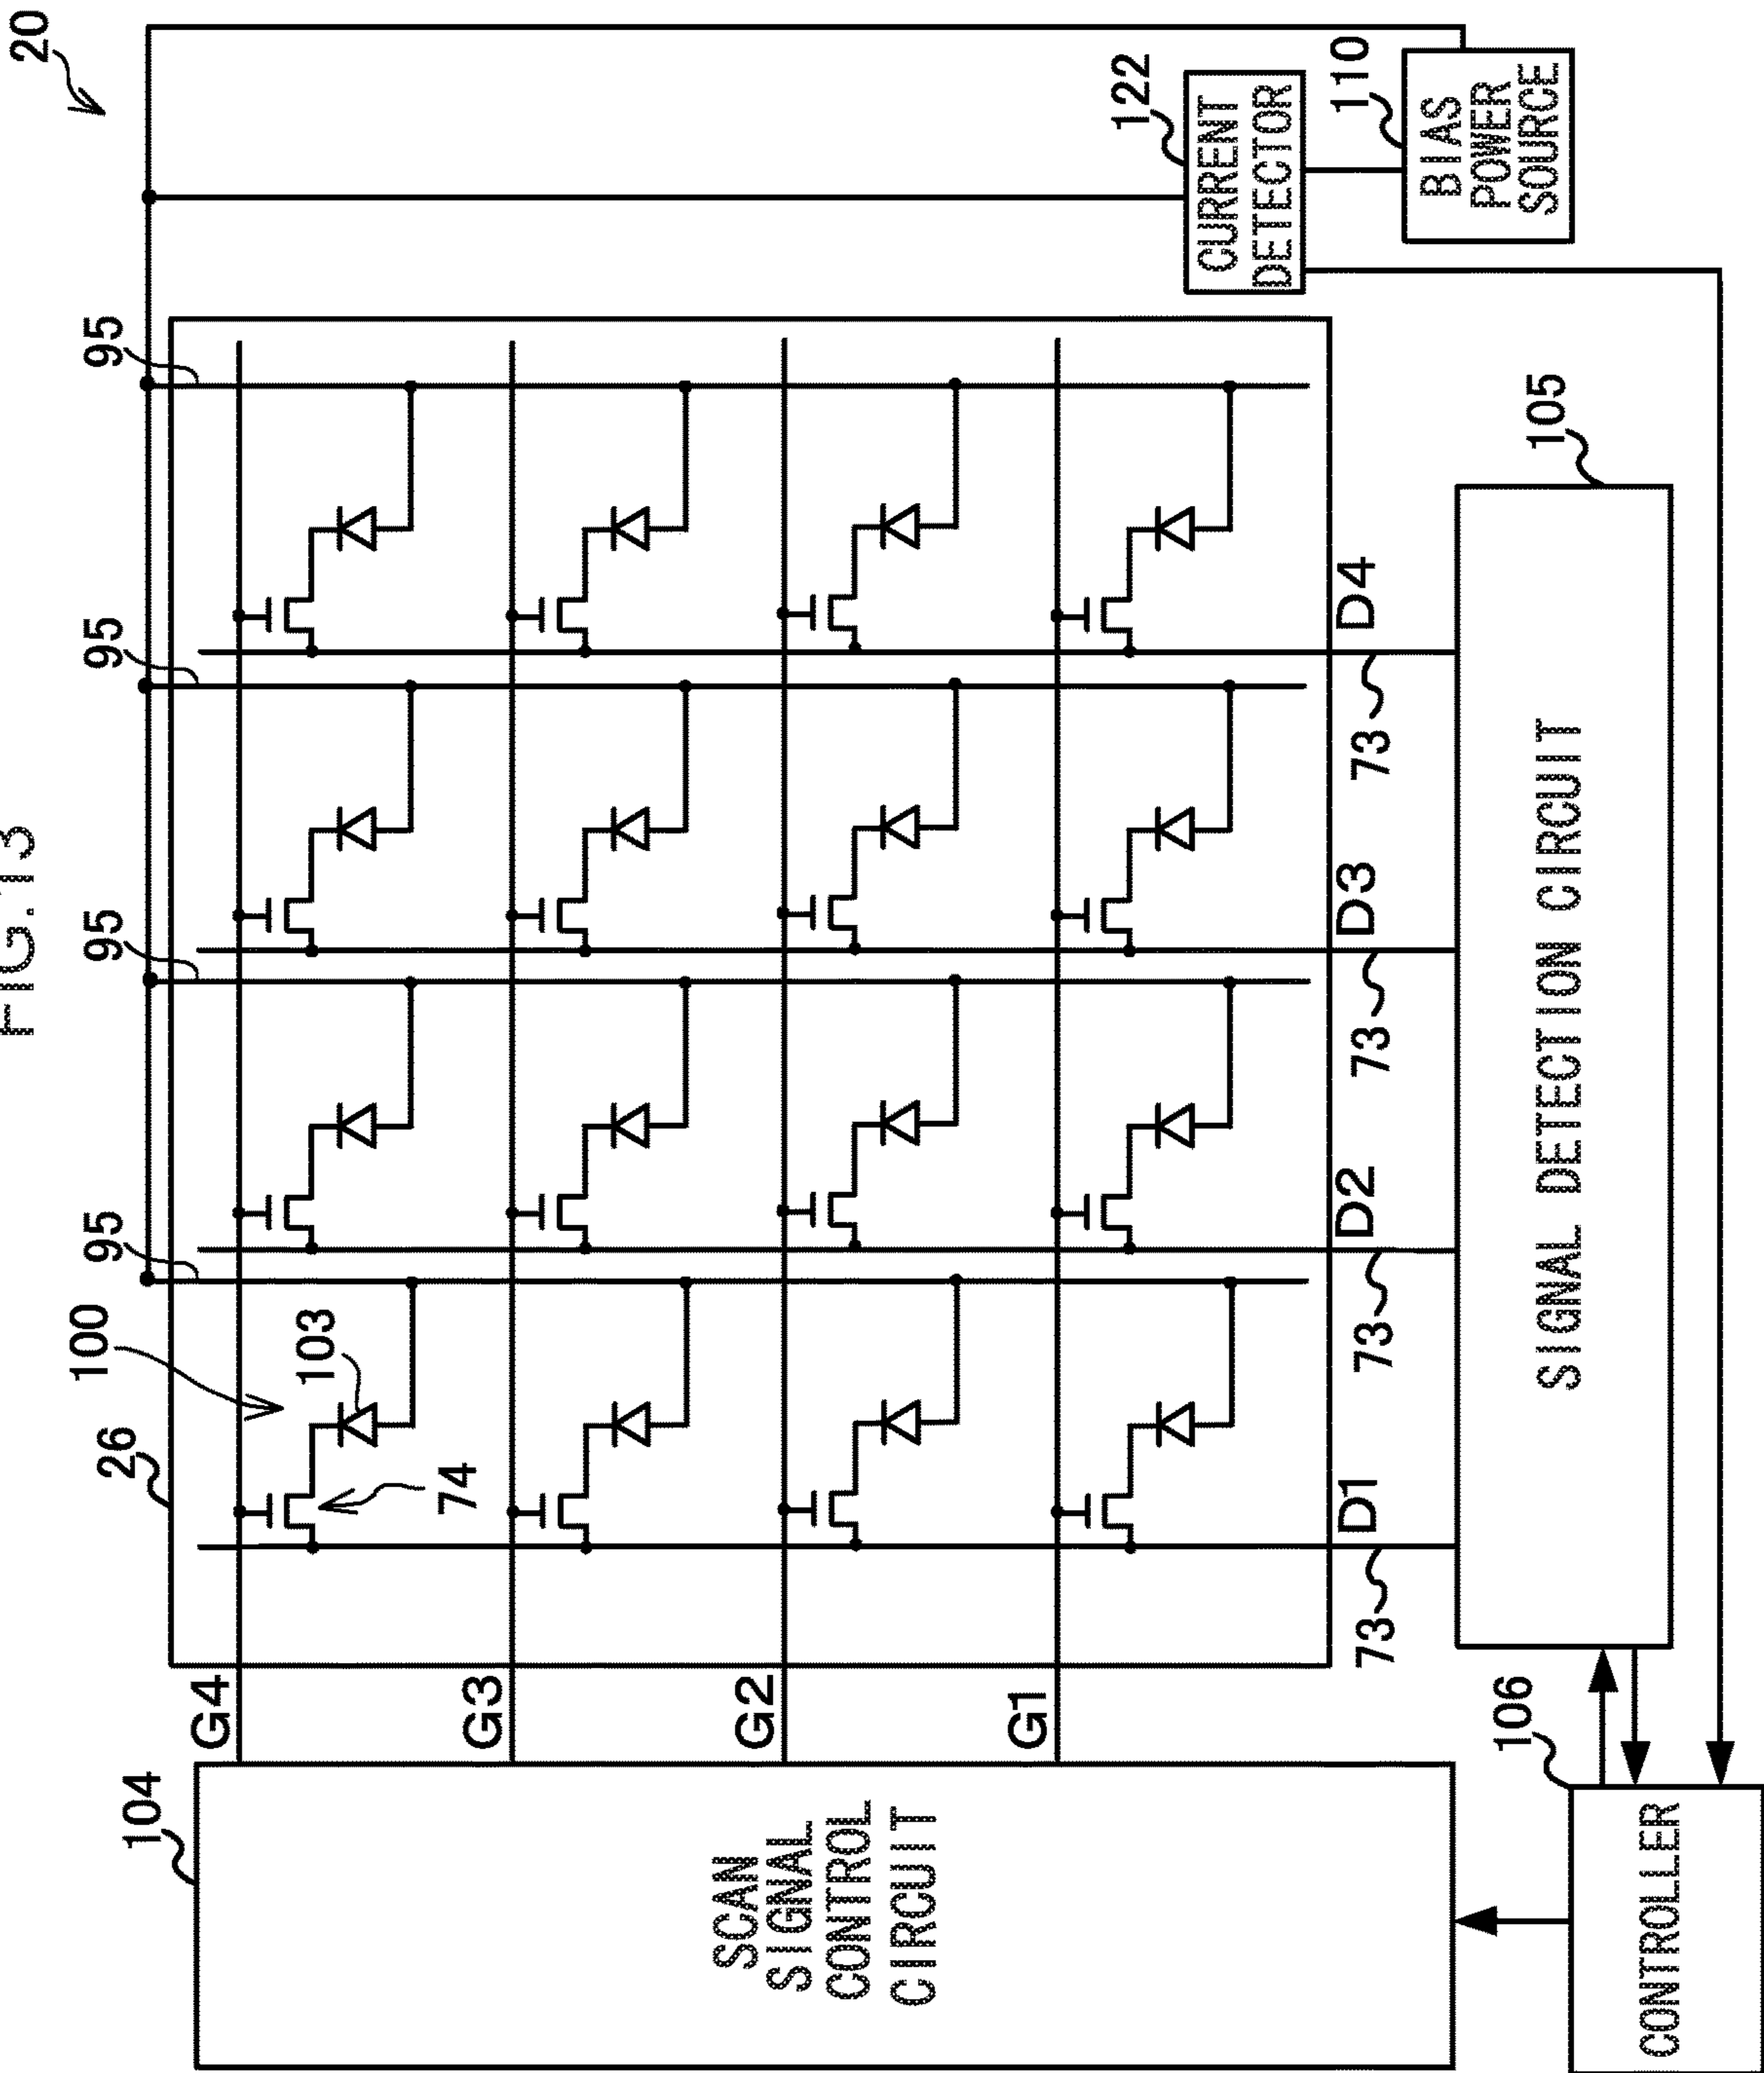 FIG.13
20
95
95
95
95
100
103
26
74
104
G4
G3
G2
G1
SCAN
SIGNAL
CONTROL
CIRCUIT
122
CURRENT
DETECTOR
110
BIAS
POWER
SOURCE
D1
D2
D3
D4
73
73
73
73
105
SIGNAL DETECTION CIRCUIT
106
CONTROLLER